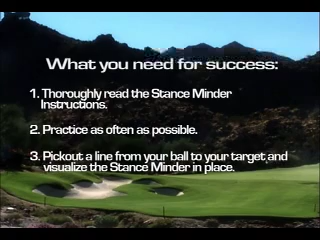 What you need for success:
1. Thoroughly read the Stance Minder
Instructions.
2. Practice as often as possible.
3. Pickout a line from your ball to your target and
visualize the Stance Minder in place.